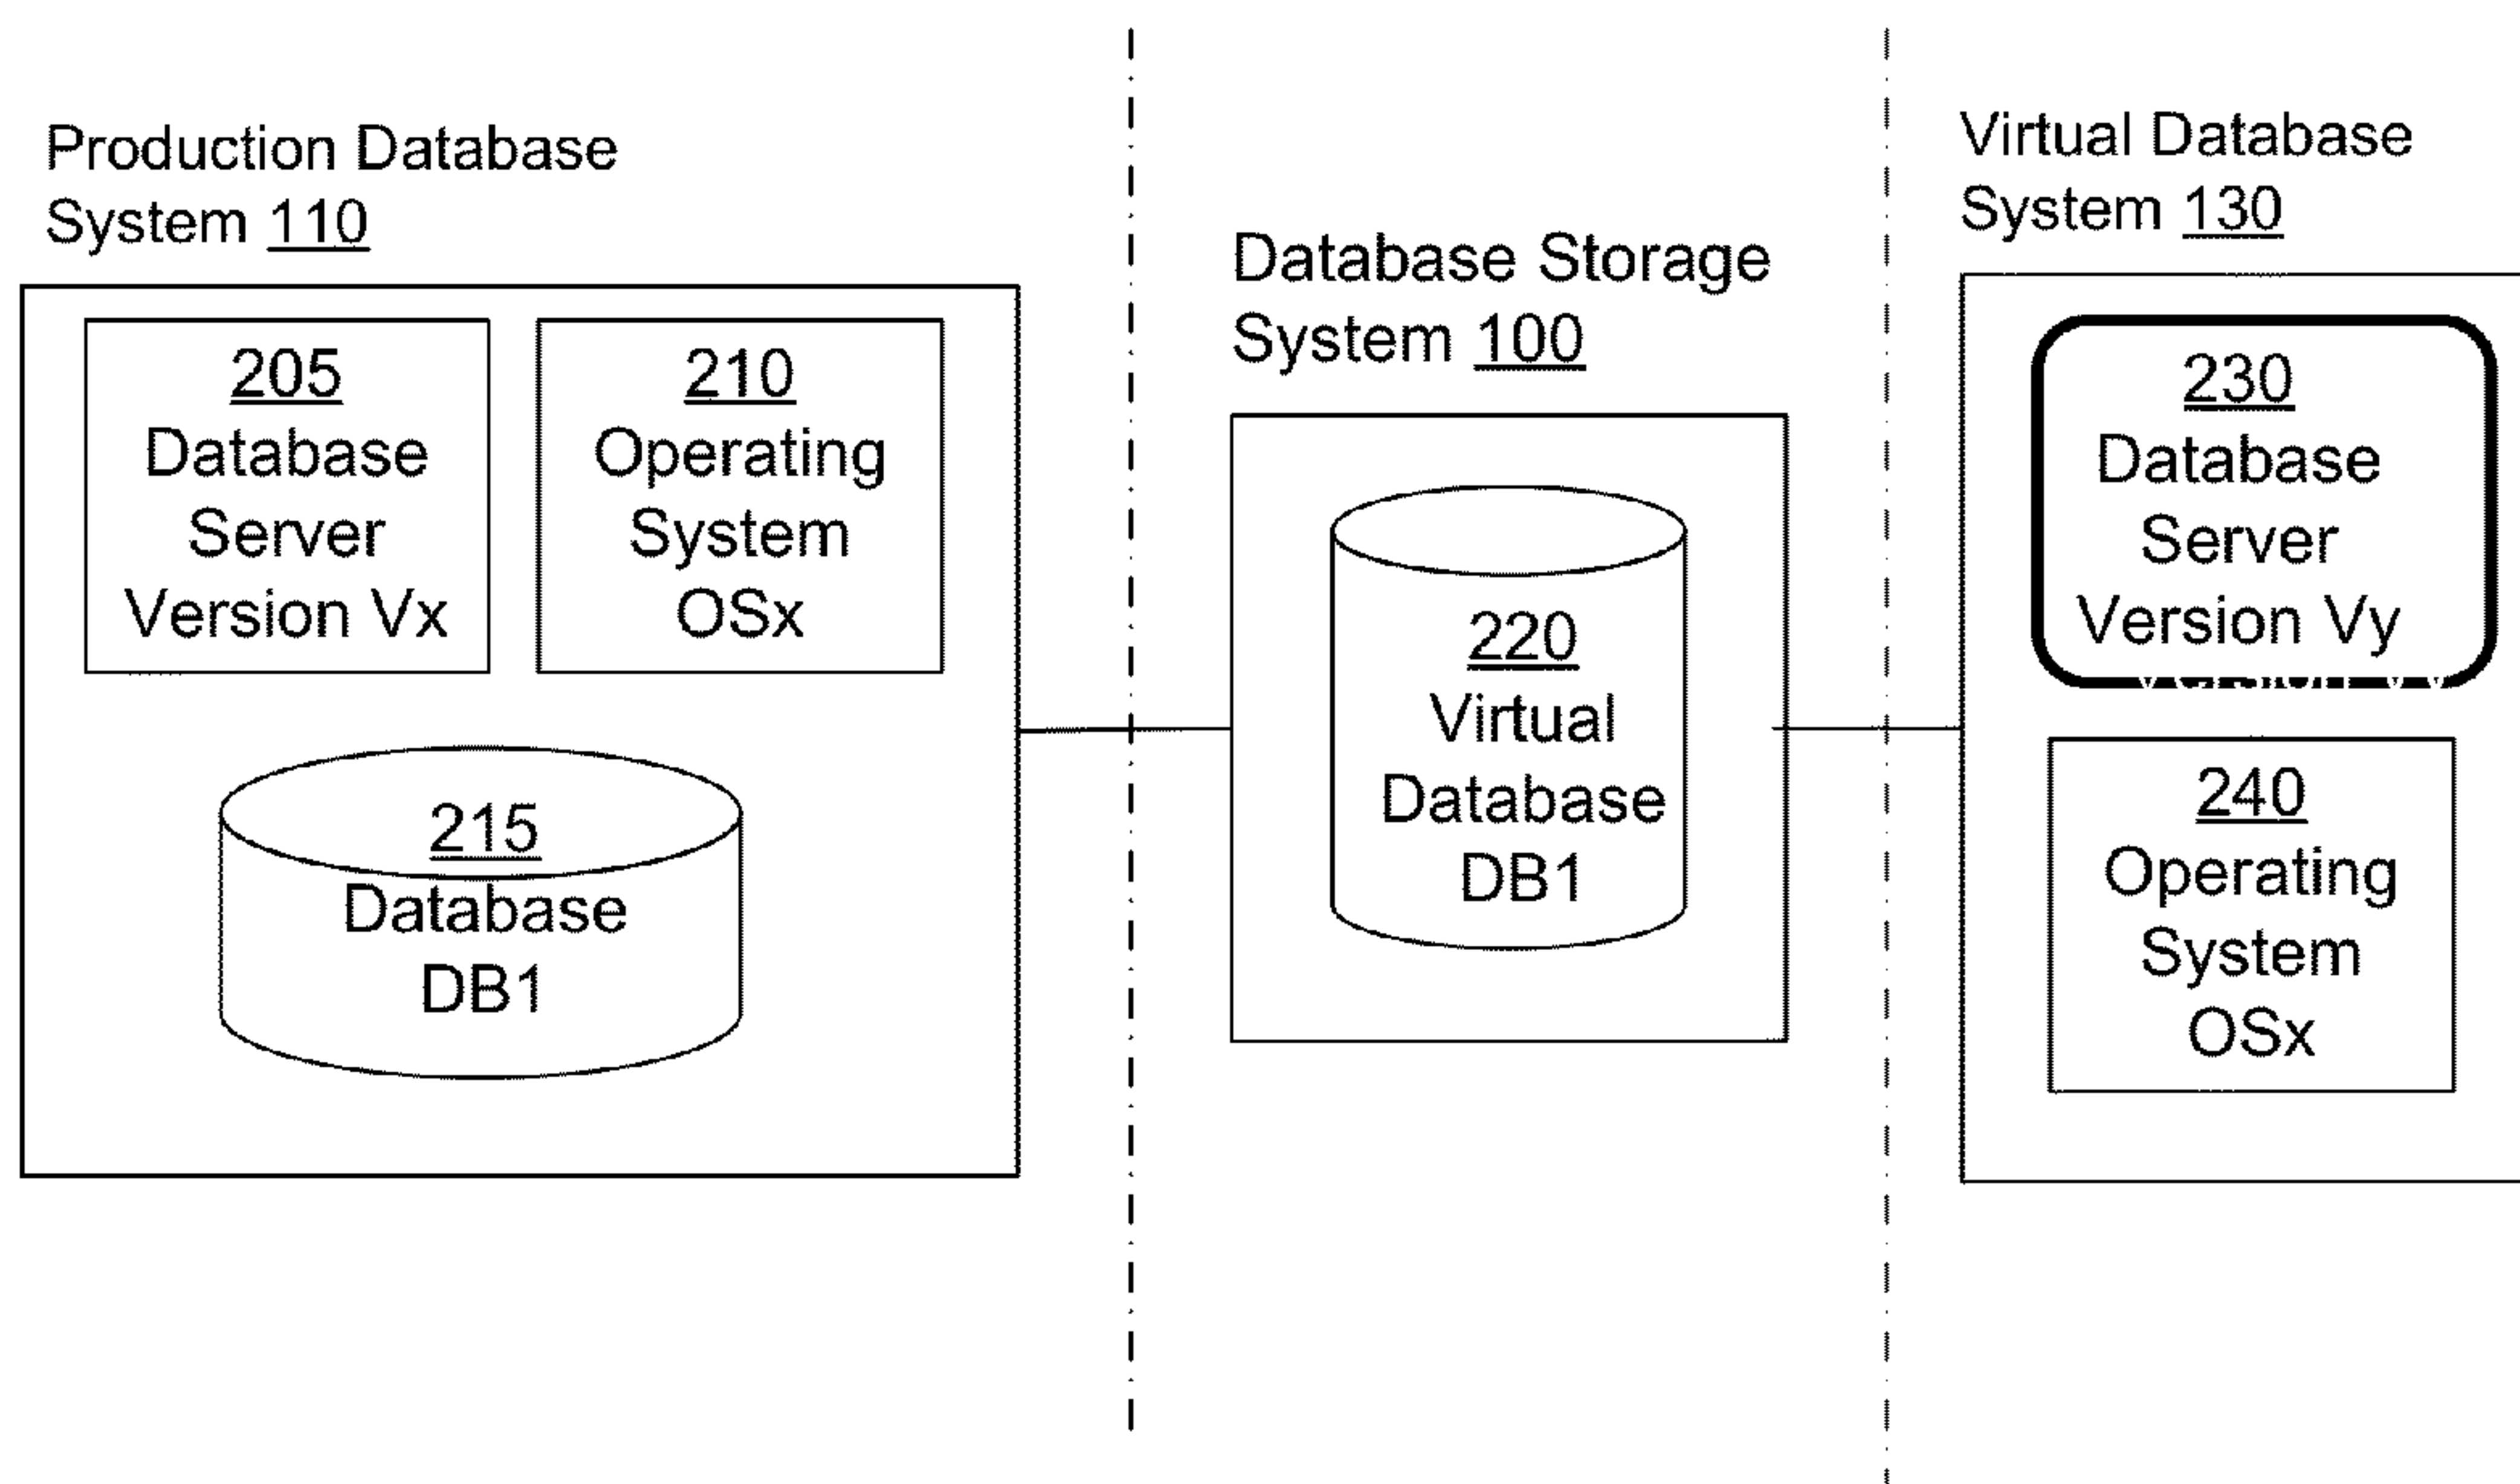 Production Database
System 110
205
Database
Server
Version Vx
210
Operating
System
OSx
215
Database
DB1
Database Storage
System 100
220
Virtual
Database
DB1
Virtual Database
System 130
230
Database
Server
Version Vy
240
Operating
System
OSx